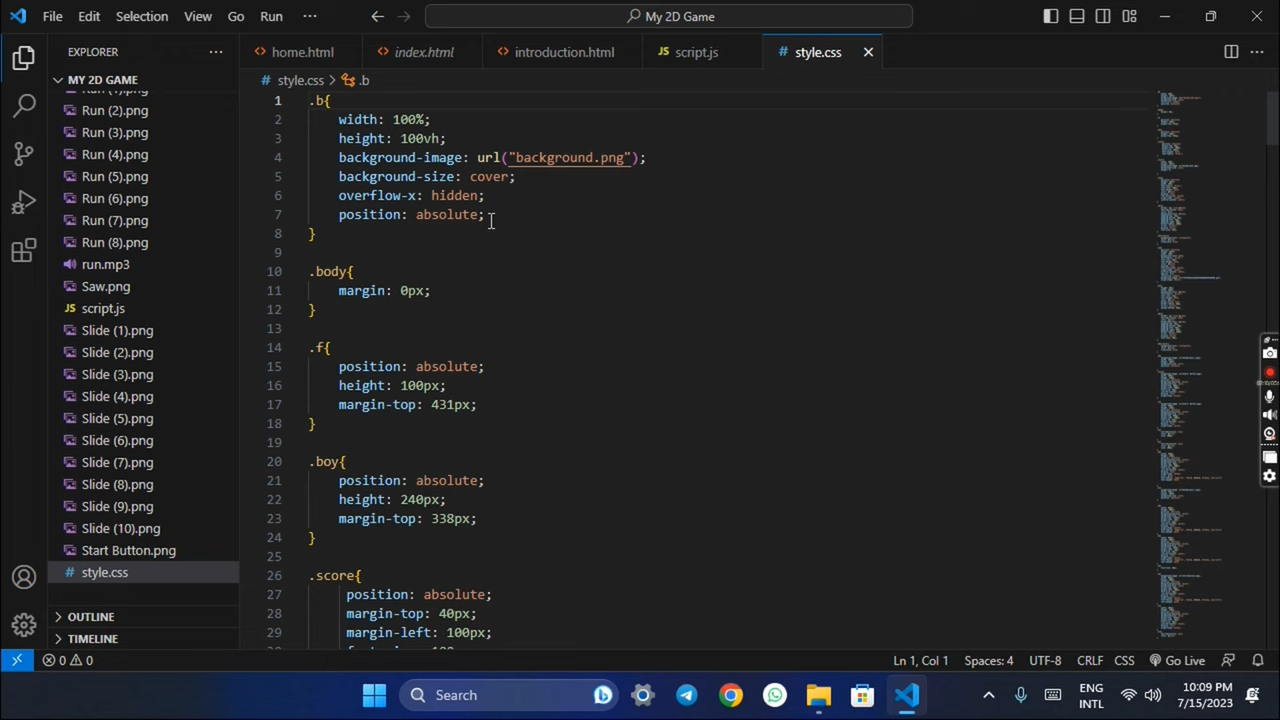 File Edit Selection View Go Run ··· My 2D Game
EXPLORER ···
MY 2D GAME
Run (1).png
Run (2).png
Run (3).png
Run (4).png
Run (5).png
Run (6).png
Run (7).png
Run (8).png
run.mp3
Saw.png
JS script.js
Slide (1).png
Slide (2).png
Slide (3).png
Slide (4).png
Slide (5).png
Slide (6).png
Slide (7).png
Slide (8).png
Slide (9).png
Slide (10).png
Start Button.png
# style.css
OUTLINE
TIMELINE
<> home.html <> index.html <> introduction.html JS script.js # style.css
# style.css > .b
1 .b{
2 width: 100%;
3 height: 100vh;
4 background-image: url("background.png");
5 background-size: cover;
6 overflow-x: hidden;
7 position: absolute;
8 }
9
10 .body{
11 margin: 0px;
12 }
13
14 .f{
15 position: absolute;
16 height: 100px;
17 margin-top: 431px;
18 }
19
20 .boy{
21 position: absolute;
22 height: 240px;
23 margin-top: 338px;
24 }
25
26 .score{
27 position: absolute;
28 margin-top: 40px;
29 margin-left: 100px;
0 0 Ln 1, Col 1 Spaces: 4 UTF-8 CRLF CSS Go Live
Search
ENG
INTL
10:09 PM
7/15/2023